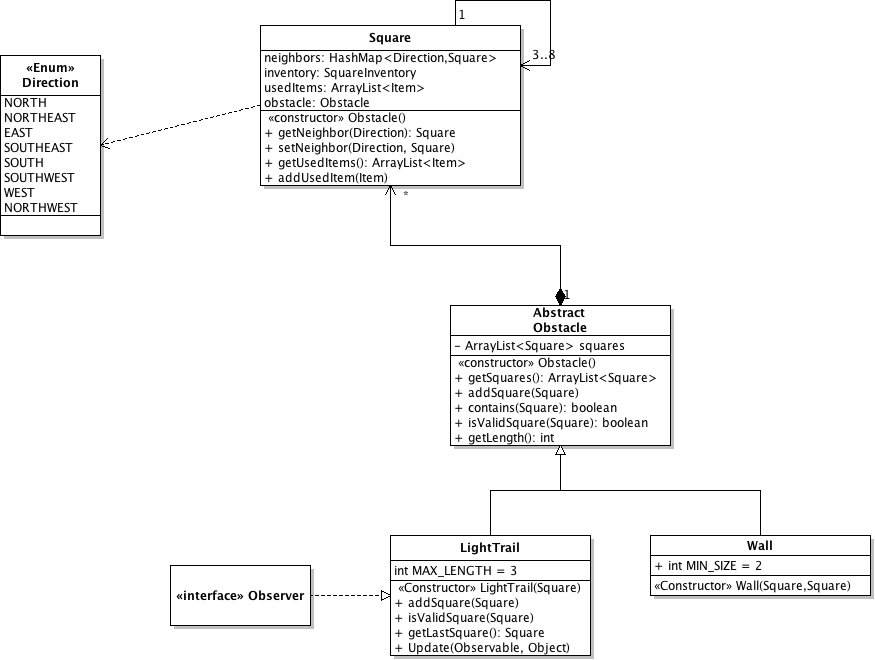 1
Square
3..8
neighbors: HashMap<Direction,Square>
inventory: SquareInventory
usedItems: ArrayList<Item>
obstacle: Obstacle
«constructor» Obstacle()
+ getNeighbor(Direction): Square
+ setNeighbor(Direction, Square)
+ getUsedItems(): ArrayList<Item>
+ addUsedItem(Item)
«Enum»
Direction
NORTH
NORTHEAST
EAST
SOUTHEAST
SOUTH
SOUTHWEST
WEST
NORTHWEST
*
1
Abstract
Obstacle
- ArrayList<Square> squares
«constructor» Obstacle()
+ getSquares(): ArrayList<Square>
+ addSquare(Square)
+ contains(Square): boolean
+ isValidSquare(Square): boolean
+ getLength(): int
«interface» Observer
LightTrail
int MAX_LENGTH = 3
«Constructor» LightTrail(Square)
+ addSquare(Square)
+ isValidSquare(Square)
+ getLastSquare(): Square
+ Update(Observable, Object)
Wall
+ int MIN_SIZE = 2
«Constructor» Wall(Square,Square)